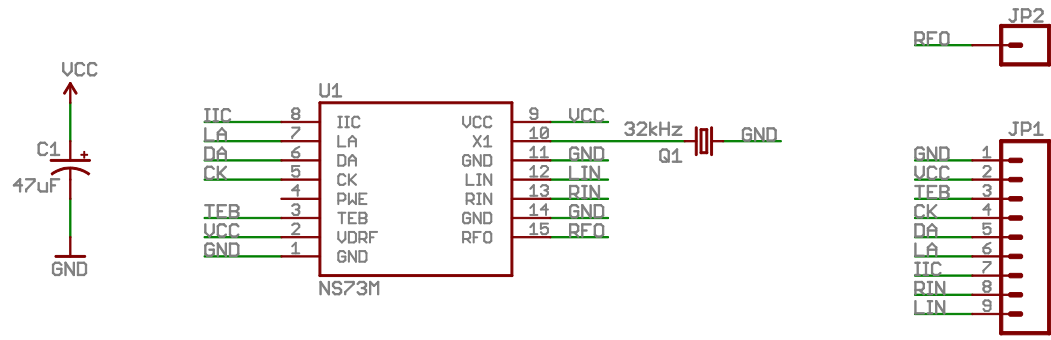 VCC
C1
+
47uF
GND
U1
IIC 8 IIC VCC 9 VCC
LA 7 LA X1 10 32kHz Q1 GND
DA 6 DA GND 11 GND
CK 5 CK LIN 12 LIN
4 PWE RIN 13 RIN
TEB 3 TEB GND 14 GND
VCC 2 VDRF RFO 15 RFO
GND 1 GND
NS73M
JP2
RFO
JP1
GND 1
VCC 2
TEB 3
CK 4
DA 5
LA 6
IIC 7
RIN 8
LIN 9